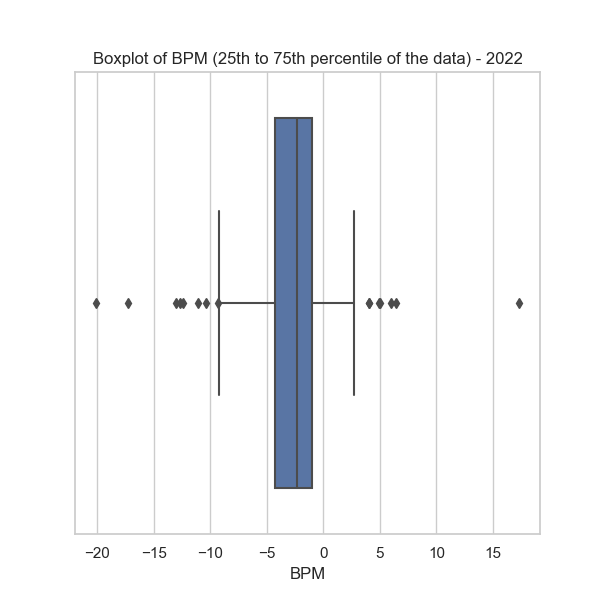 Boxplot of BPM (25th to 75th percentile of the data) - 2022
−20 −15 −10 −5 0 5 10 15
BPM